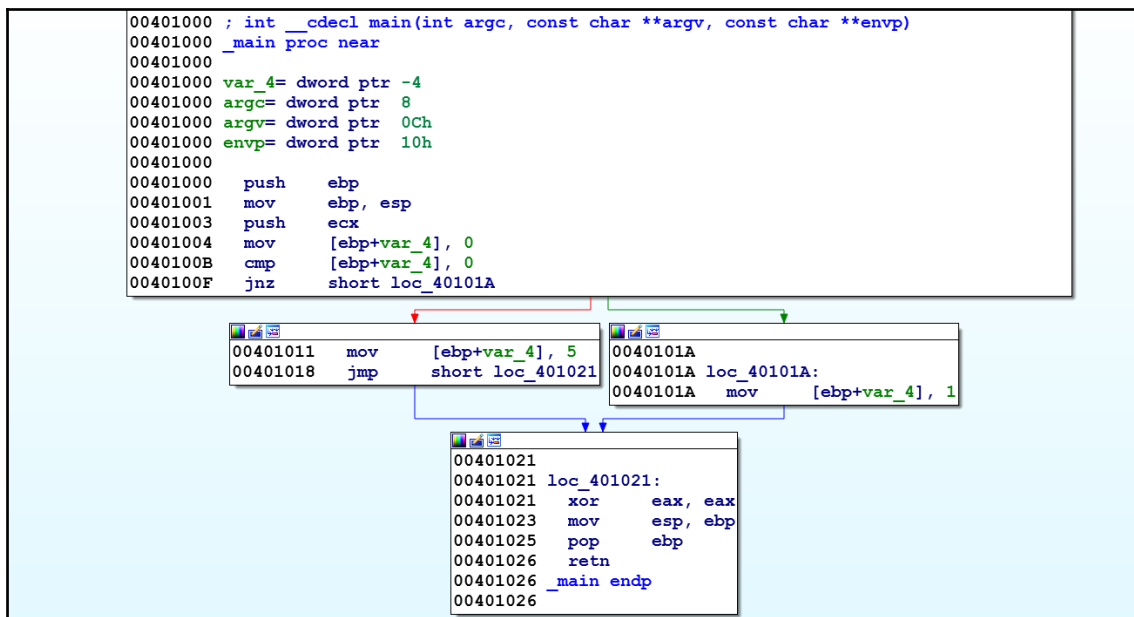 00401000 ; int __cdecl main(int argc, const char **argv, const char **envp)
00401000 _main proc near
00401000
00401000 var_4= dword ptr -4
00401000 argc= dword ptr  8
00401000 argv= dword ptr  0Ch
00401000 envp= dword ptr  10h
00401000
00401000   push    ebp
00401001   mov     ebp, esp
00401003   push    ecx
00401004   mov     [ebp+var_4], 0
0040100B   cmp     [ebp+var_4], 0
0040100F   jnz     short loc_40101A
00401011   mov     [ebp+var_4], 5
00401018   jmp     short loc_401021
0040101A
0040101A loc_40101A:
0040101A   mov     [ebp+var_4], 1
00401021
00401021 loc_401021:
00401021   xor     eax, eax
00401023   mov     esp, ebp
00401025   pop     ebp
00401026   retn
00401026 _main endp
00401026